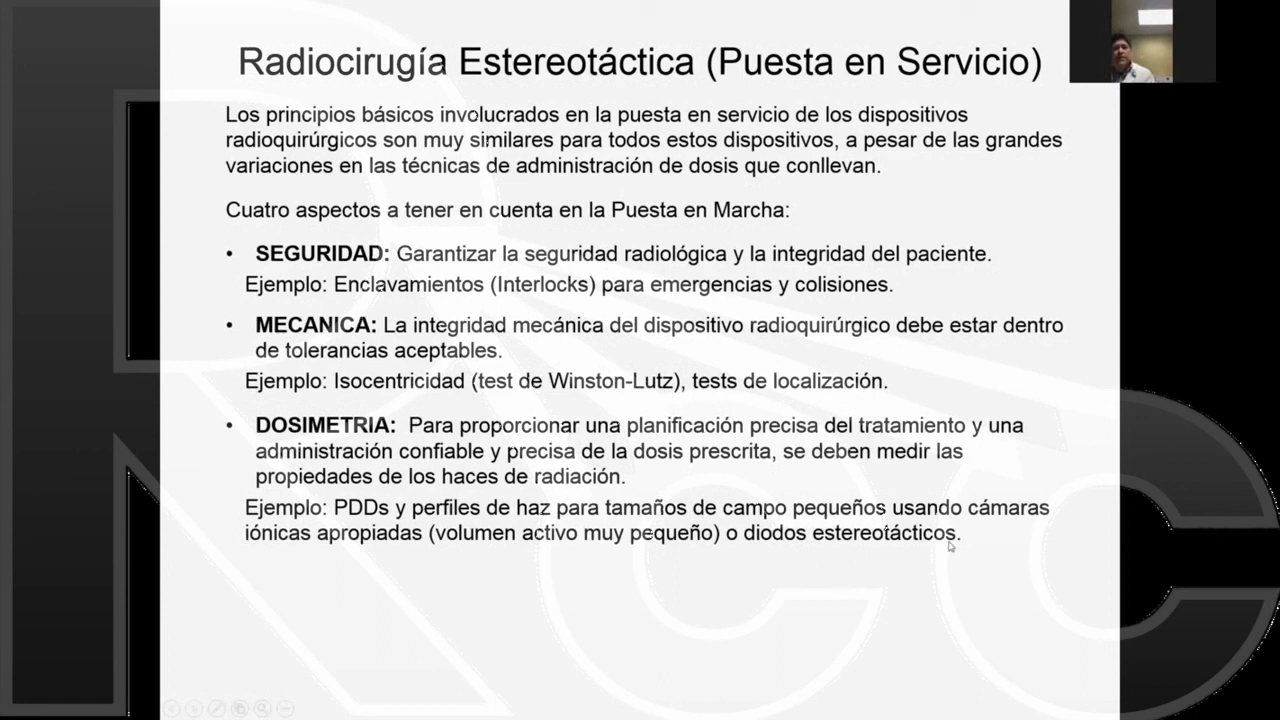 Radiocirugía Estereotáctica (Puesta en Servicio)
Los principios básicos involucrados en la puesta en servicio de los dispositivos
radioquirúrgicos son muy similares para todos estos dispositivos, a pesar de las grandes
variaciones en las técnicas de administración de dosis que conllevan.
Cuatro aspectos a tener en cuenta en la Puesta en Marcha:
• SEGURIDAD: Garantizar la seguridad radiológica y la integridad del paciente.
Ejemplo: Enclavamientos (Interlocks) para emergencias y colisiones.
• MECANICA: La integridad mecánica del dispositivo radioquirúrgico debe estar dentro
de tolerancias aceptables.
Ejemplo: Isocentricidad (test de Winston-Lutz), tests de localización.
• DOSIMETRIA: Para proporcionar una planificación precisa del tratamiento y una
administración confiable y precisa de la dosis prescrita, se deben medir las
propiedades de los haces de radiación.
Ejemplo: PDDs y perfiles de haz para tamaños de campo pequeños usando cámaras
iónicas apropiadas (volumen activo muy pequeño) o diodos estereotácticos.
Rcc